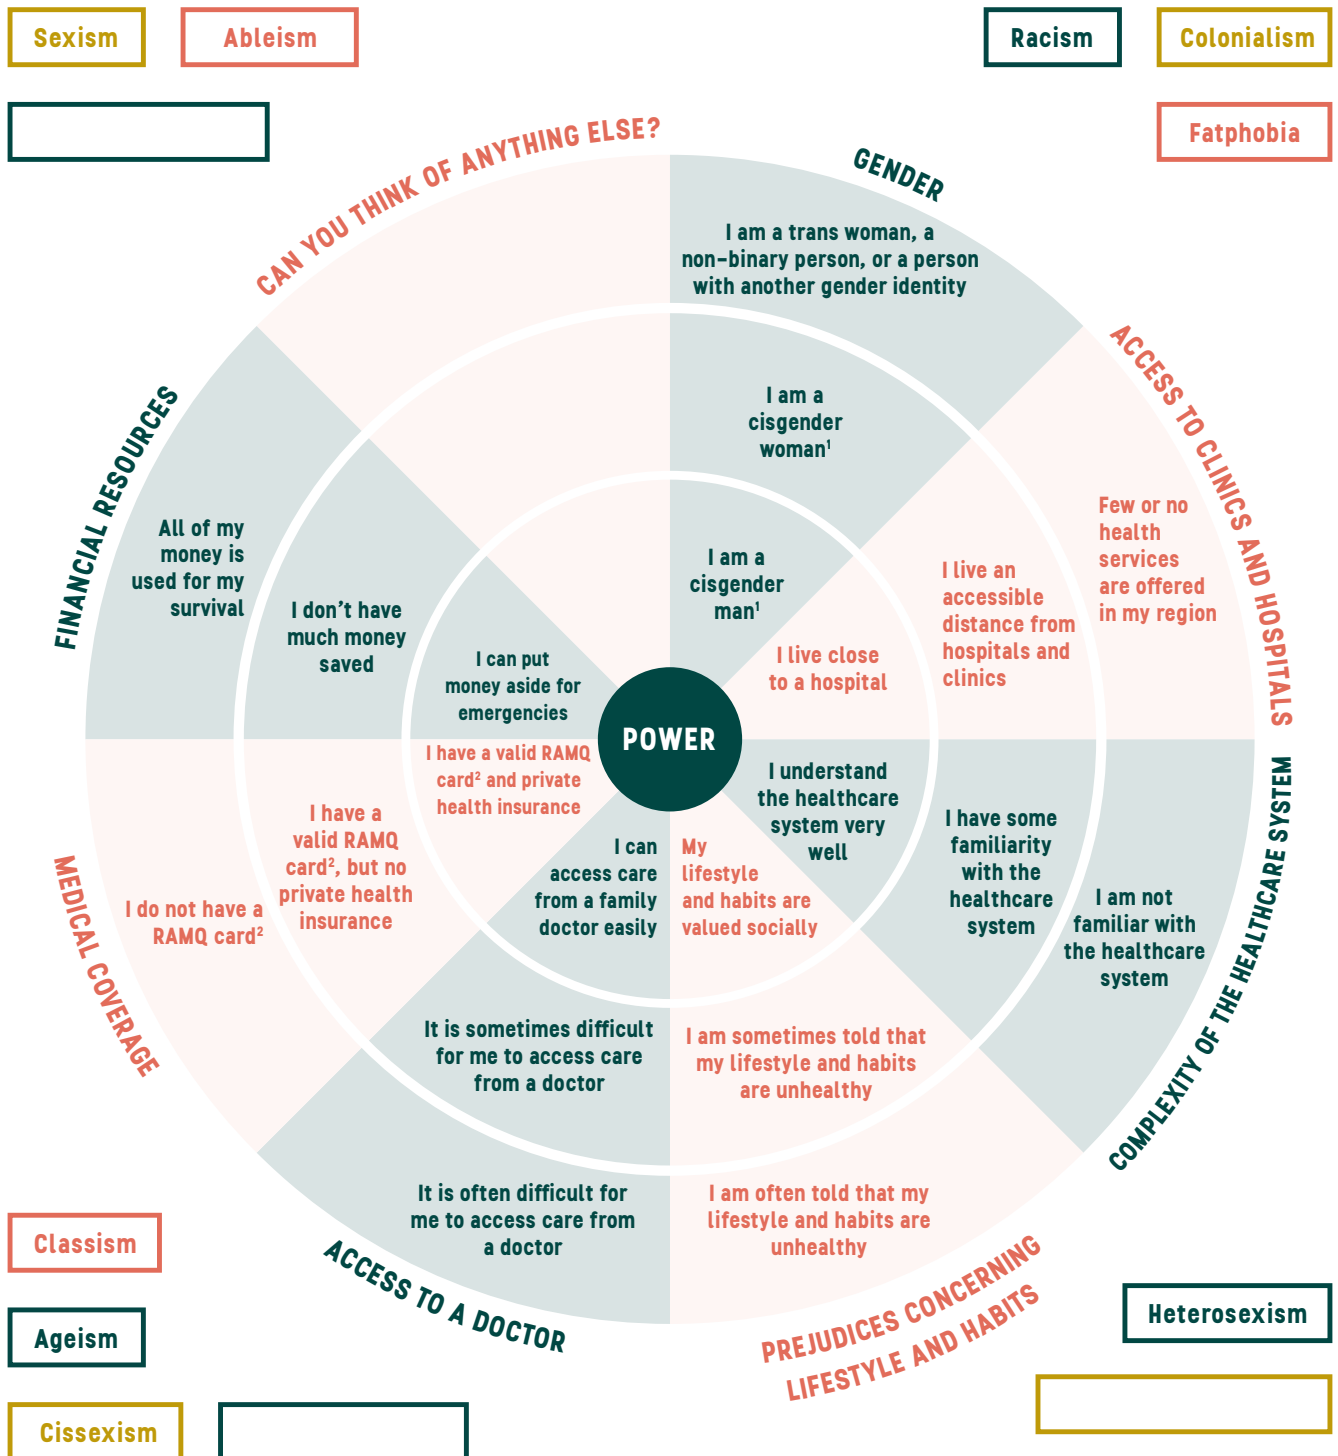 Sexism
Ableism
Racism
Colonialism
Fatphobia
CAN YOU THINK OF ANYTHING ELSE?
GENDER
I am a trans woman, a
non-binary person, or a person
with another gender identity
I am a
cisgender
woman¹
I am a
cisgender
man¹
ACCESS TO CLINICS AND HOSPITALS
Few or no
health
services
are offered
in my region
I live an
accessible
distance from
hospitals and
clinics
I live close
to a hospital
FINANCIAL RESOURCES
All of my
money is
used for my
survival
I don’t have
much money
saved
I can put
money aside for
emergencies
POWER
I have a valid RAMQ
card² and private
health insurance
I have a
valid RAMQ
card², but no
private health
insurance
I do not have a
RAMQ card²
MEDICAL COVERAGE
I understand
the healthcare
system very
well
I have some
familiarity
with the
healthcare
system
I am not
familiar with
the healthcare
system
COMPLEXITY OF THE HEALTHCARE SYSTEM
I can
access care
from a family
doctor easily
It is sometimes difficult
for me to access care
from a doctor
It is often difficult for
me to access care from
a doctor
ACCESS TO A DOCTOR
My
lifestyle
and habits are
valued socially
I am sometimes told that
my lifestyle and habits
are unhealthy
I am often told that my
lifestyle and habits are
unhealthy
PREJUDICES CONCERNING
LIFESTYLE AND HABITS
Classism
Ageism
Cissexism
Heterosexism